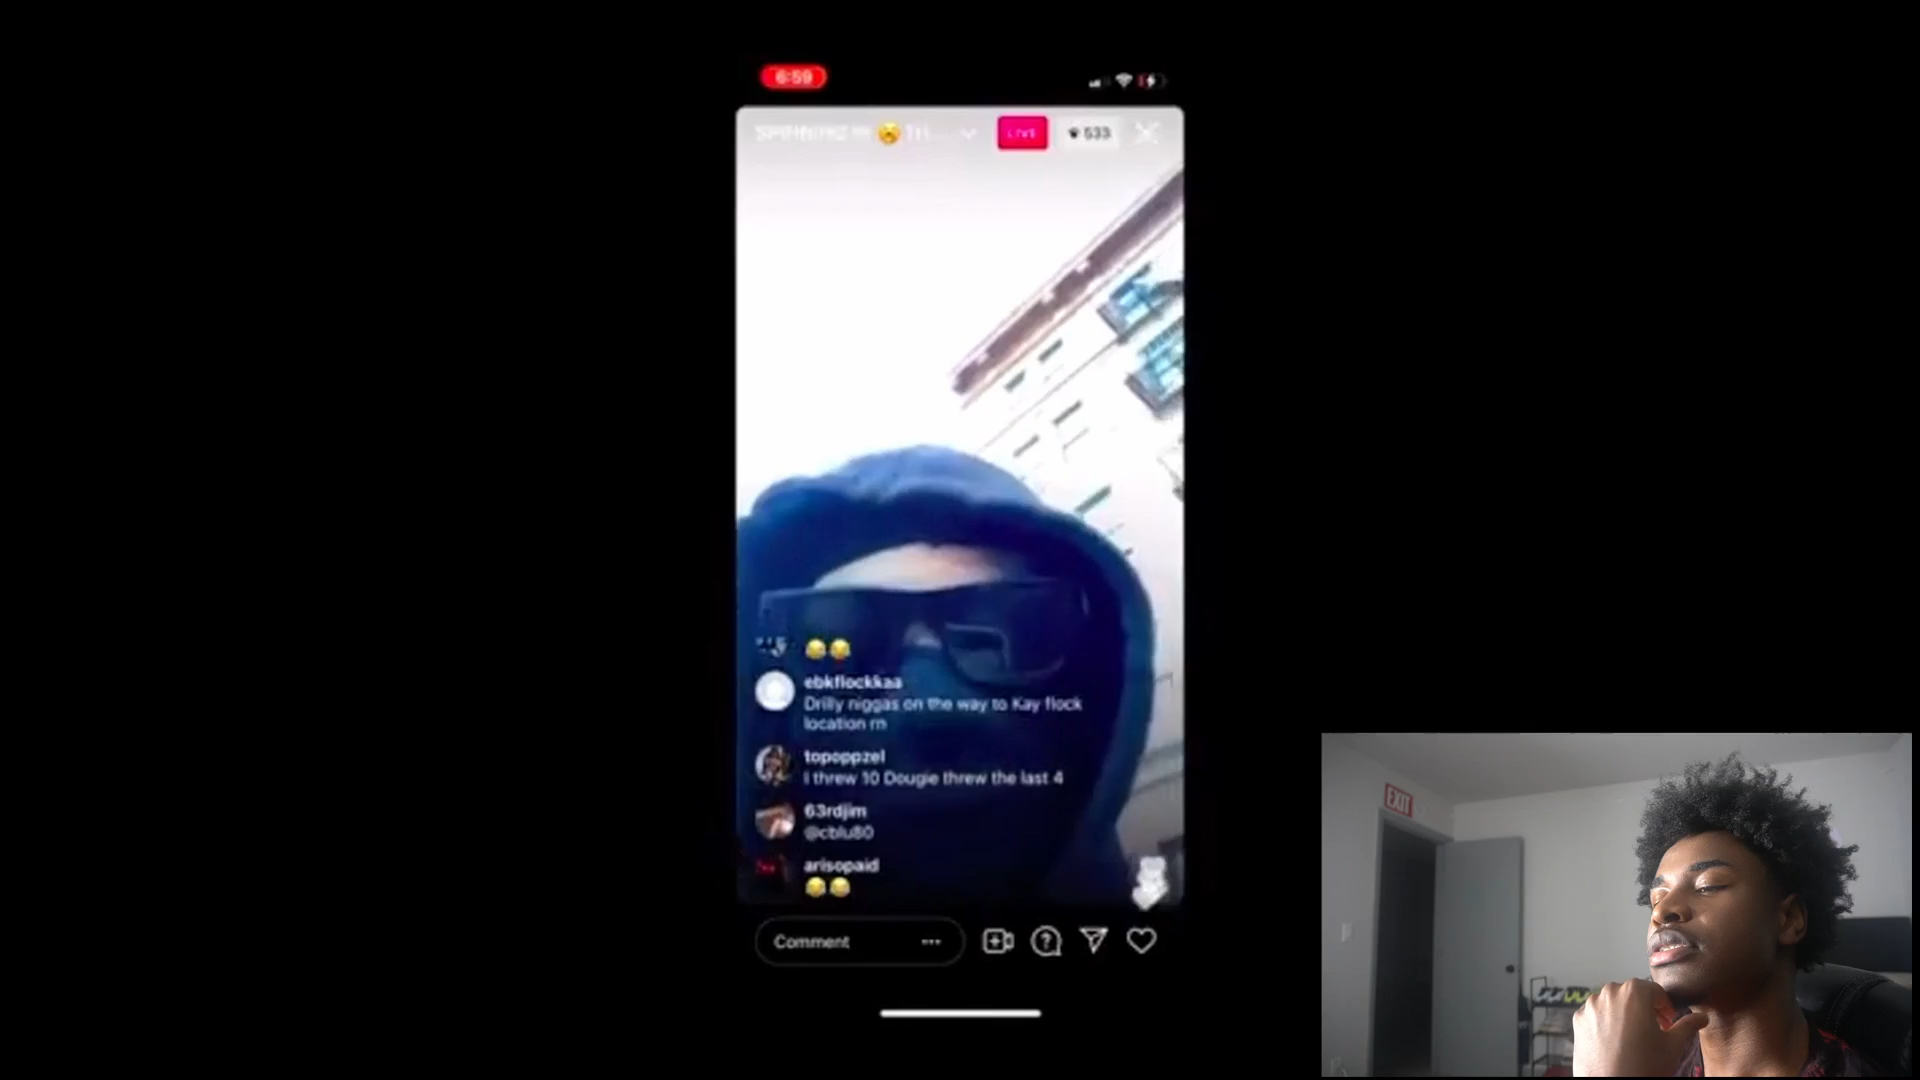 6:59
LIVE
533
ebkflockkaa
Drilly niggas on the way to Kay flock
location rn
topoppzel
I threw 10 Dougie threw the last 4
63rdjim
@cblu80
arisopaid
Comment
EXIT